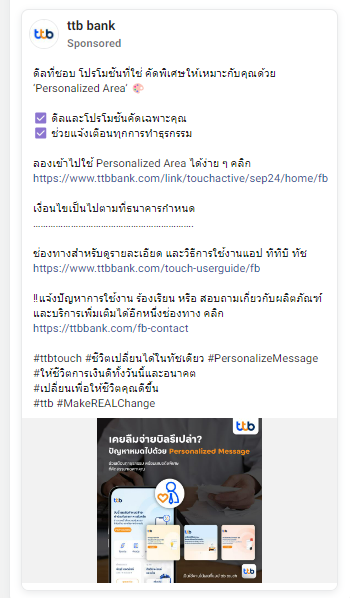 ttb bank
Sponsored
ดีลที่ชอบ โปรโมชันที่ใช่ คัดพิเศษให้เหมาะกับคุณด้วย
'Personalized Area'
ดีลและโปรโมชันคัดเฉพาะคุณ
ช่วยแจ้งเตือนทุกการทำธุรกรรม
ลองเข้าไปใช้ Personalized Area ได้ง่าย ๆ คลิก
https://www.ttbbank.com/link/touchactive/sep24/home/fb
เงื่อนไขเป็นไปตามที่ธนาคารกำหนด
............................................................
ช่องทางสำหรับดูรายละเอียด และวิธีการใช้งานแอป ทีทีบี ทัช
https://www.ttbbank.com/touch-userguide/fb
‼แจ้งปัญหาการใช้งาน ร้องเรียน หรือ สอบถามเกี่ยวกับผลิตภัณฑ์
และบริการเพิ่มเติมได้อีกหนึ่งช่องทาง คลิก
https://ttbbank.com/fb-contact
#ttbtouch #ชีวิตเปลี่ยนได้ในทัชเดียว #PersonalizeMessage
#ให้ชีวิตการเงินดีทั้งวันนี้และอนาคต
#เปลี่ยนเพื่อให้ชีวิตคุณดีขึ้น
#ttb #MakeREALChange
ttb
เคยลืมจ่ายบิลรึเปล่า?
ปัญหาหมดไปด้วย Personalized Message
ttb